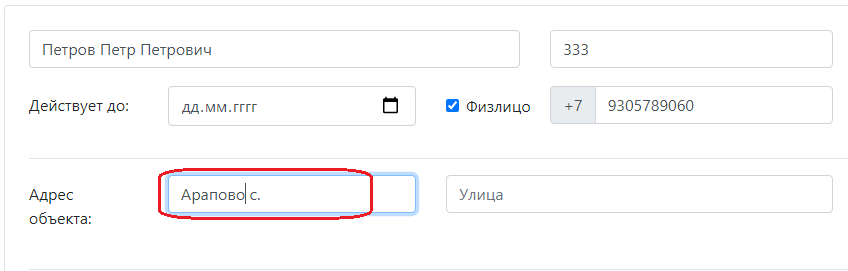 Петров Петр Петрович 333
Действует до: дд.мм.гггг Физлицо +7 9305789060
Адрес объекта: Арапово с. Улица